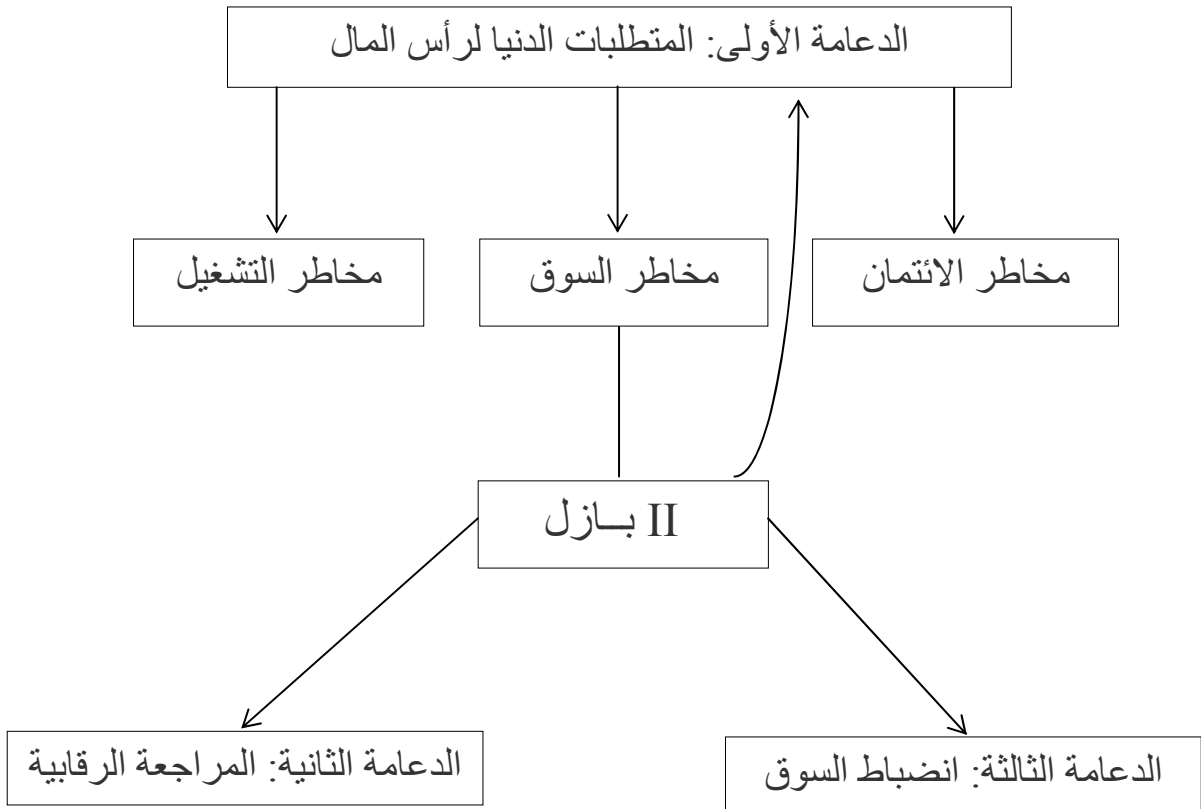 الدعامة الأولى: المتطلبات الدنيا لرأس المال
مخاطر الائتمان
مخاطر السوق
مخاطر التشغيل
بــازل II
الدعامة الثالثة: انضباط السوق
الدعامة الثانية: المراجعة الرقابية